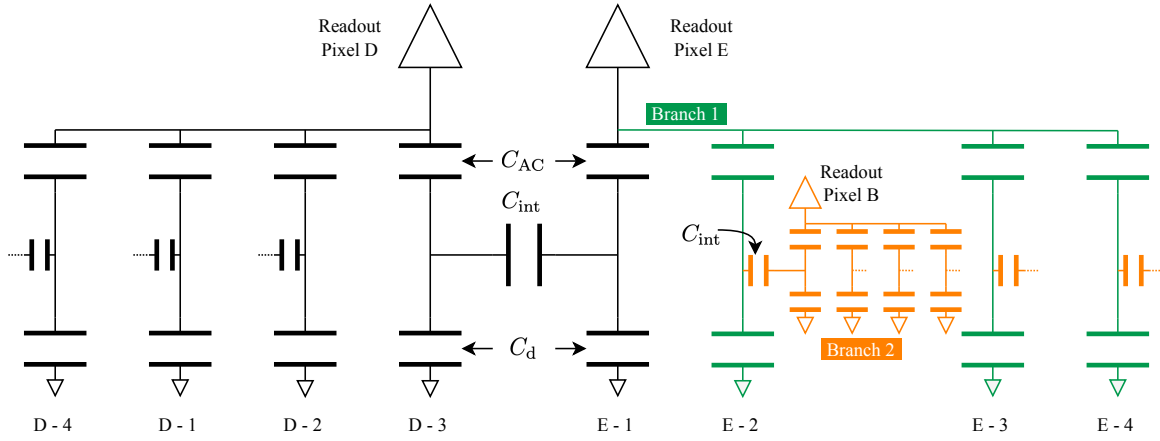 Readout
Pixel D
Readout
Pixel E
Branch 1
C_AC
Readout
Pixel B
C_int
C_int
C_d
Branch 2
D - 4
D - 1
D - 2
D - 3
E - 1
E - 2
E - 3
E - 4